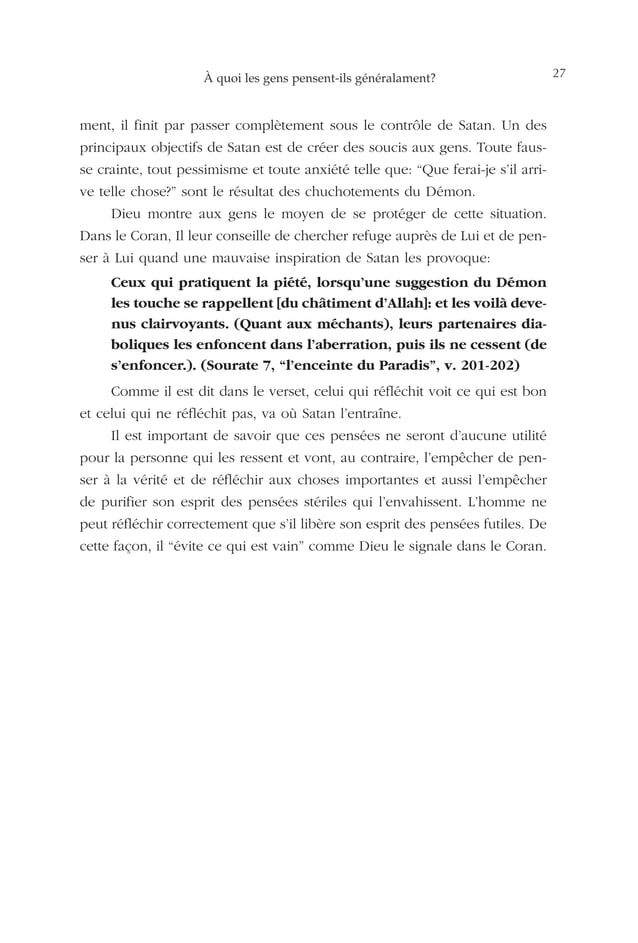 À quoi les gens pensent-ils généralament?
27
ment, il finit par passer complètement sous le contrôle de Satan. Un des
principaux objectifs de Satan est de créer des soucis aux gens. Toute faus-
se crainte, tout pessimisme et toute anxiété telle que: “Que ferai-je s’il arri-
ve telle chose?” sont le résultat des chuchotements du Démon.
Dieu montre aux gens le moyen de se protéger de cette situation.
Dans le Coran, Il leur conseille de chercher refuge auprès de Lui et de pen-
ser à Lui quand une mauvaise inspiration de Satan les provoque:
Ceux qui pratiquent la piété, lorsqu’une suggestion du Démon
les touche se rappellent [du châtiment d’Allah]: et les voilà deve-
nus clairvoyants. (Quant aux méchants), leurs partenaires dia-
boliques les enfoncent dans l’aberration, puis ils ne cessent (de
s’enfoncer.). (Sourate 7, “l’enceinte du Paradis”, v. 201-202)
Comme il est dit dans le verset, celui qui réfléchit voit ce qui est bon
et celui qui ne réfléchit pas, va où Satan l’entraîne.
Il est important de savoir que ces pensées ne seront d’aucune utilité
pour la personne qui les ressent et vont, au contraire, l’empêcher de pen-
ser à la vérité et de réfléchir aux choses importantes et aussi l’empêcher
de purifier son esprit des pensées stériles qui l’envahissent. L’homme ne
peut réfléchir correctement que s’il libère son esprit des pensées futiles. De
cette façon, il “évite ce qui est vain” comme Dieu le signale dans le Coran.